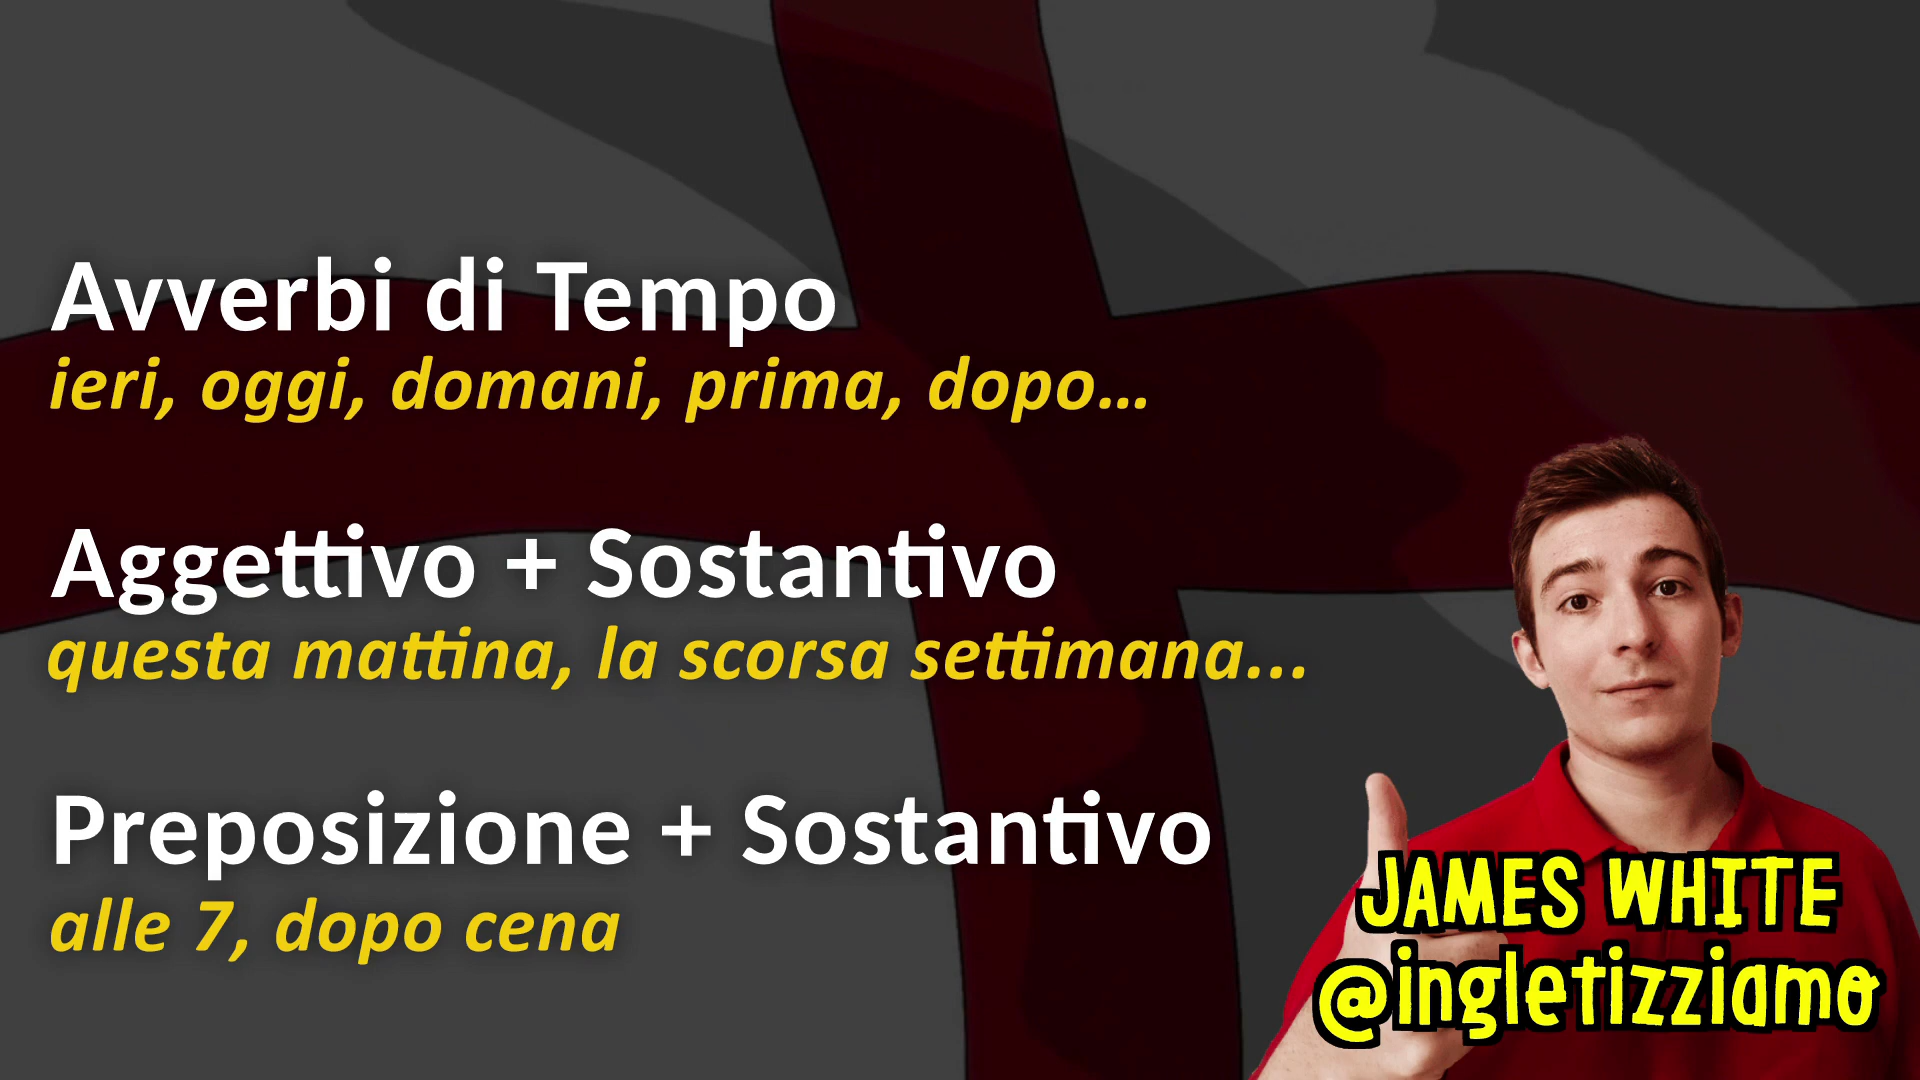 Avverbi di Tempo
ieri, oggi, domani, prima, dopo...
Aggettivo + Sostantivo
questa mattina, la scorsa settimana...
Preposizione + Sostantivo
alle 7, dopo cena
JAMES WHITE
@ingletizziamo